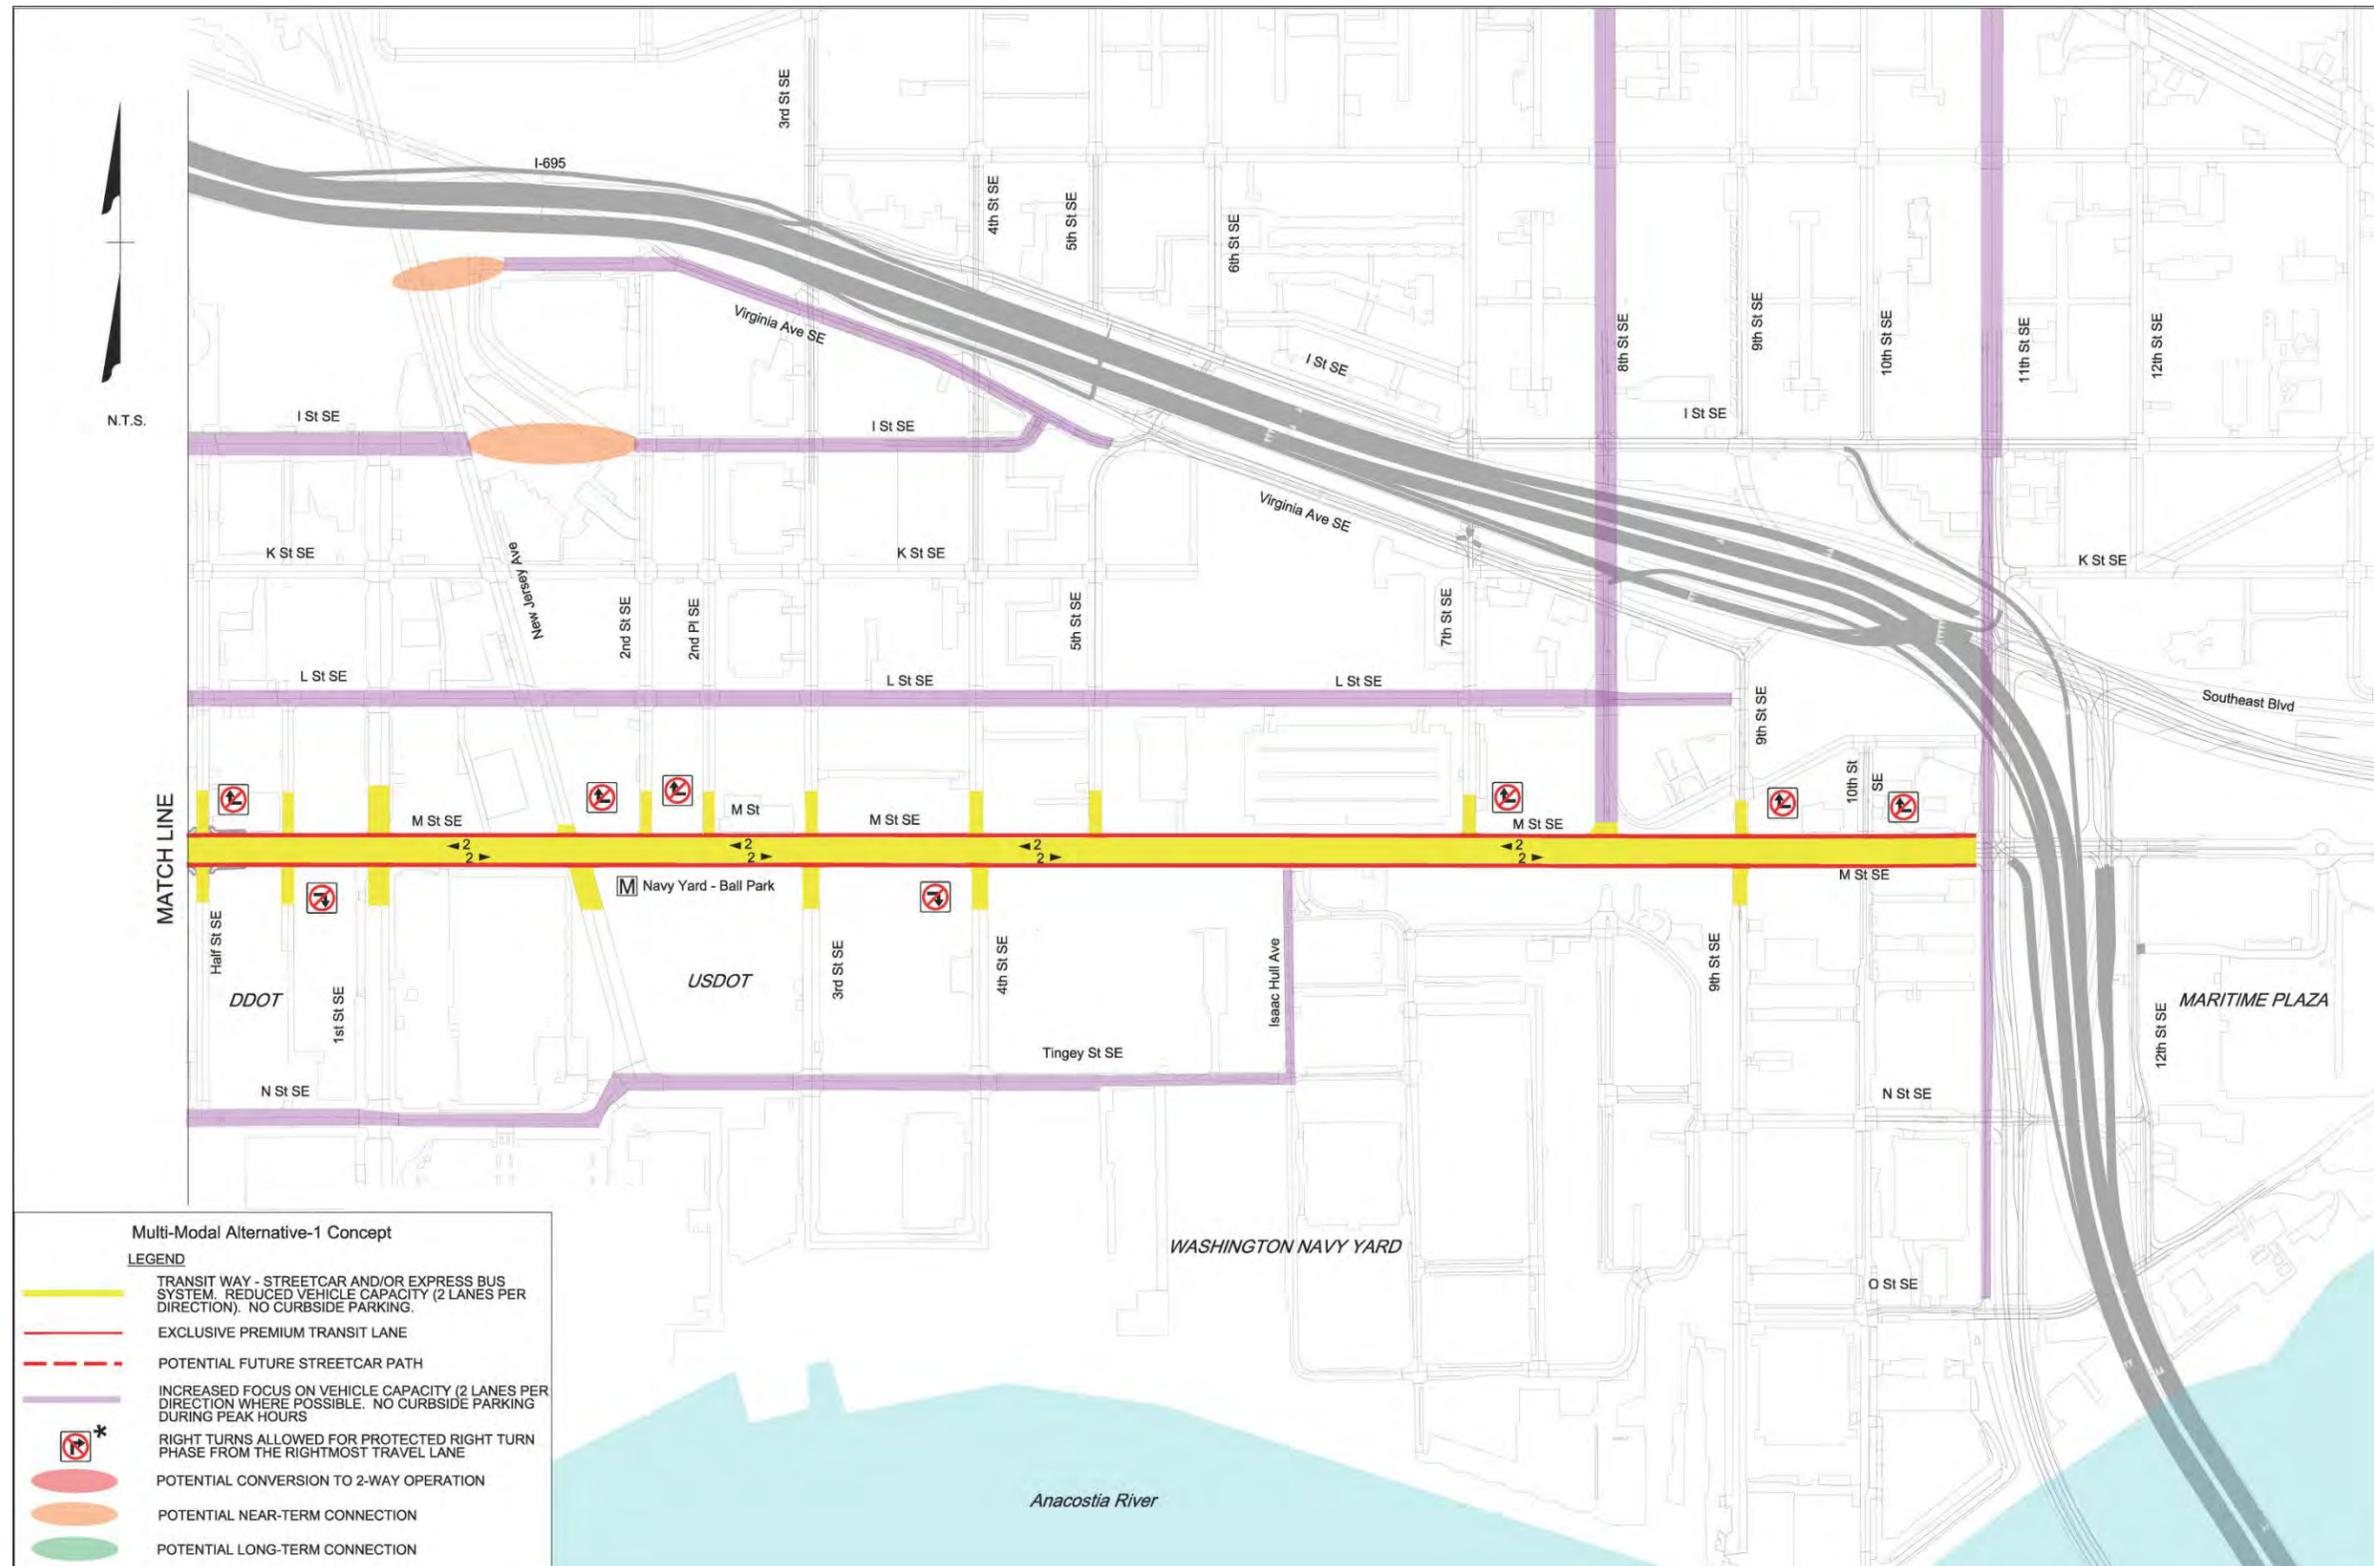 3rd St SE
I-695
4th St SE
5th St SE
6th St SE
Virginia Ave SE
I St SE
8th St SE
9th St SE
10th St SE
11th St SE
12th St SE
N.T.S.
I St SE
I St SE
I St SE
Virginia Ave SE
K St SE
New Jersey Ave
K St SE
K St SE
2nd St SE
2nd Pl SE
5th St SE
7th St SE
L St SE
L St SE
L St SE
9th St SE
Southeast Blvd
10th St
SE
MATCH LINE
M St SE
M St
M St SE
M St SE
2
2
2
2
2
2
2
2
M Navy Yard - Ball Park
M St SE
Half St SE
DDOT
1st St SE
USDOT
3rd St SE
4th St SE
Isaac Hull Ave
9th St SE
MARITIME PLAZA
12th St SE
Tingey St SE
N St SE
N St SE
WASHINGTON NAVY YARD
O St SE
Anacostia River
Multi-Modal Alternative-1 Concept
LEGEND
TRANSIT WAY - STREETCAR AND/OR EXPRESS BUS
SYSTEM. REDUCED VEHICLE CAPACITY (2 LANES PER
DIRECTION). NO CURBSIDE PARKING.
EXCLUSIVE PREMIUM TRANSIT LANE
POTENTIAL FUTURE STREETCAR PATH
INCREASED FOCUS ON VEHICLE CAPACITY (2 LANES PER
DIRECTION WHERE POSSIBLE. NO CURBSIDE PARKING
DURING PEAK HOURS
* RIGHT TURNS ALLOWED FOR PROTECTED RIGHT TURN
PHASE FROM THE RIGHTMOST TRAVEL LANE
POTENTIAL CONVERSION TO 2-WAY OPERATION
POTENTIAL NEAR-TERM CONNECTION
POTENTIAL LONG-TERM CONNECTION